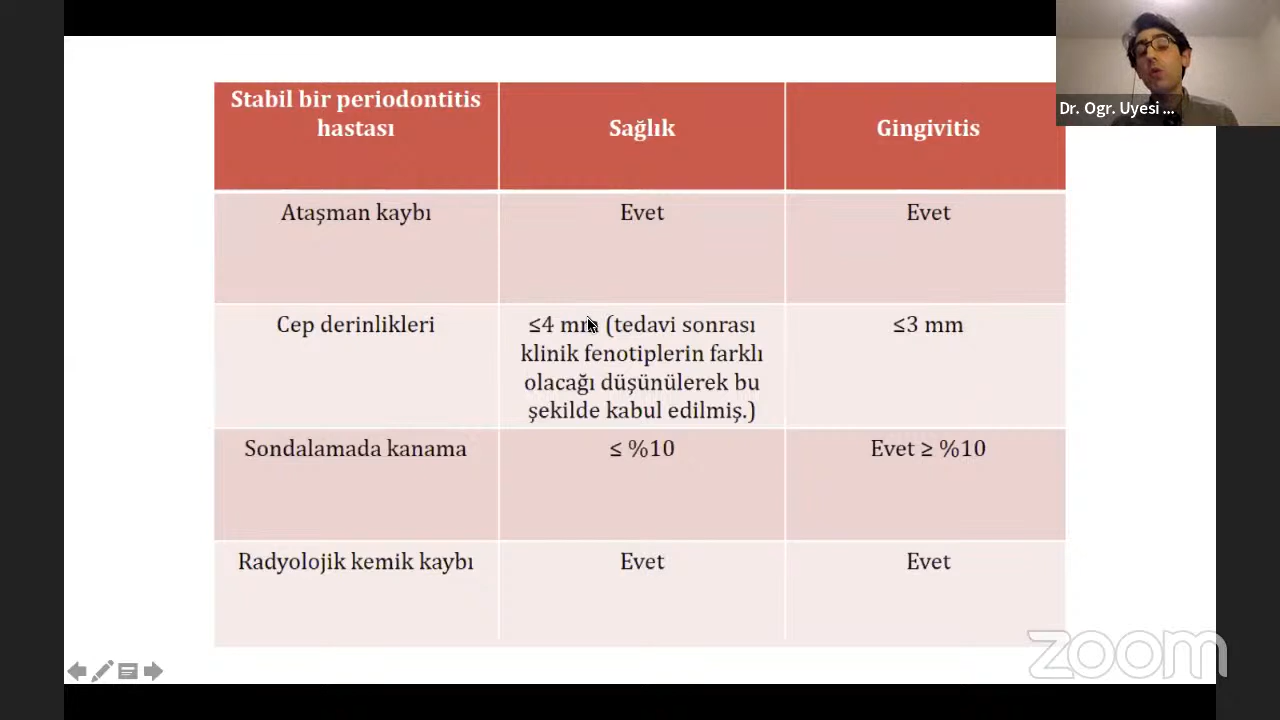 Dr. Ogr. Uyesi ...
Stabil bir periodontitis
hastası
Sağlık
Gingivitis
Ataşman kaybı
Evet
Evet
Cep derinlikleri
≤4 mm (tedavi sonrası
klinik fenotiplerin farklı
olacağı düşünülerek bu
şekilde kabul edilmiş.)
≤3 mm
Sondalamada kanama
≤ %10
Evet ≥ %10
Radyolojik kemik kaybı
Evet
Evet
zoom